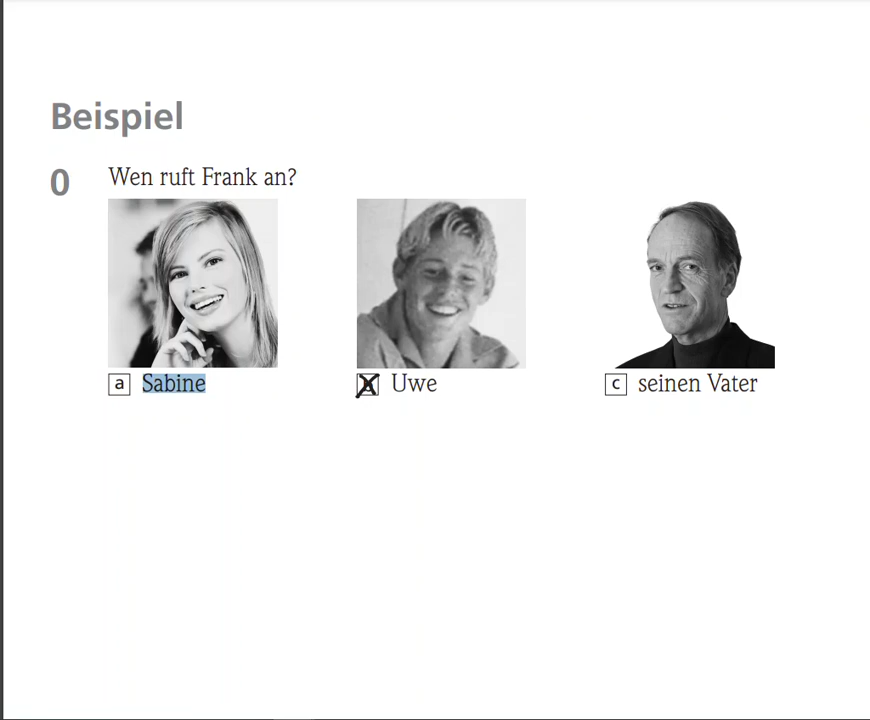 Beispiel
0 Wen ruft Frank an?
a Sabine
Uwe
c seinen Vater